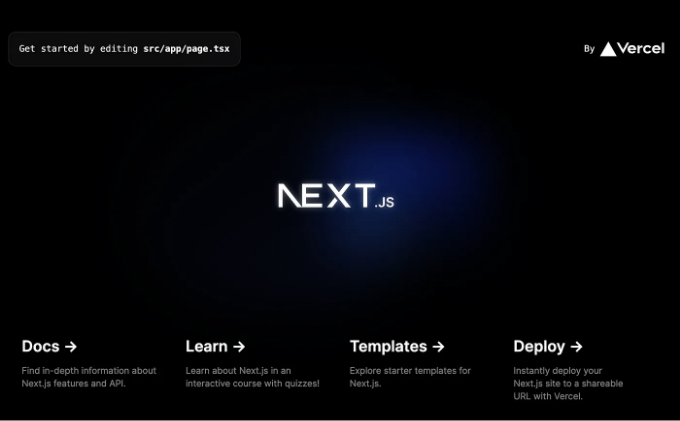 Get started by editing src/app/page.tsx
By Vercel
NEXT.JS
Docs →
Find in-depth information about
Next.js features and API.
Learn →
Learn about Next.js in an
interactive course with quizzes!
Templates →
Explore starter templates for
Next.js.
Deploy →
Instantly deploy your
Next.js site to a shareable
URL with Vercel.